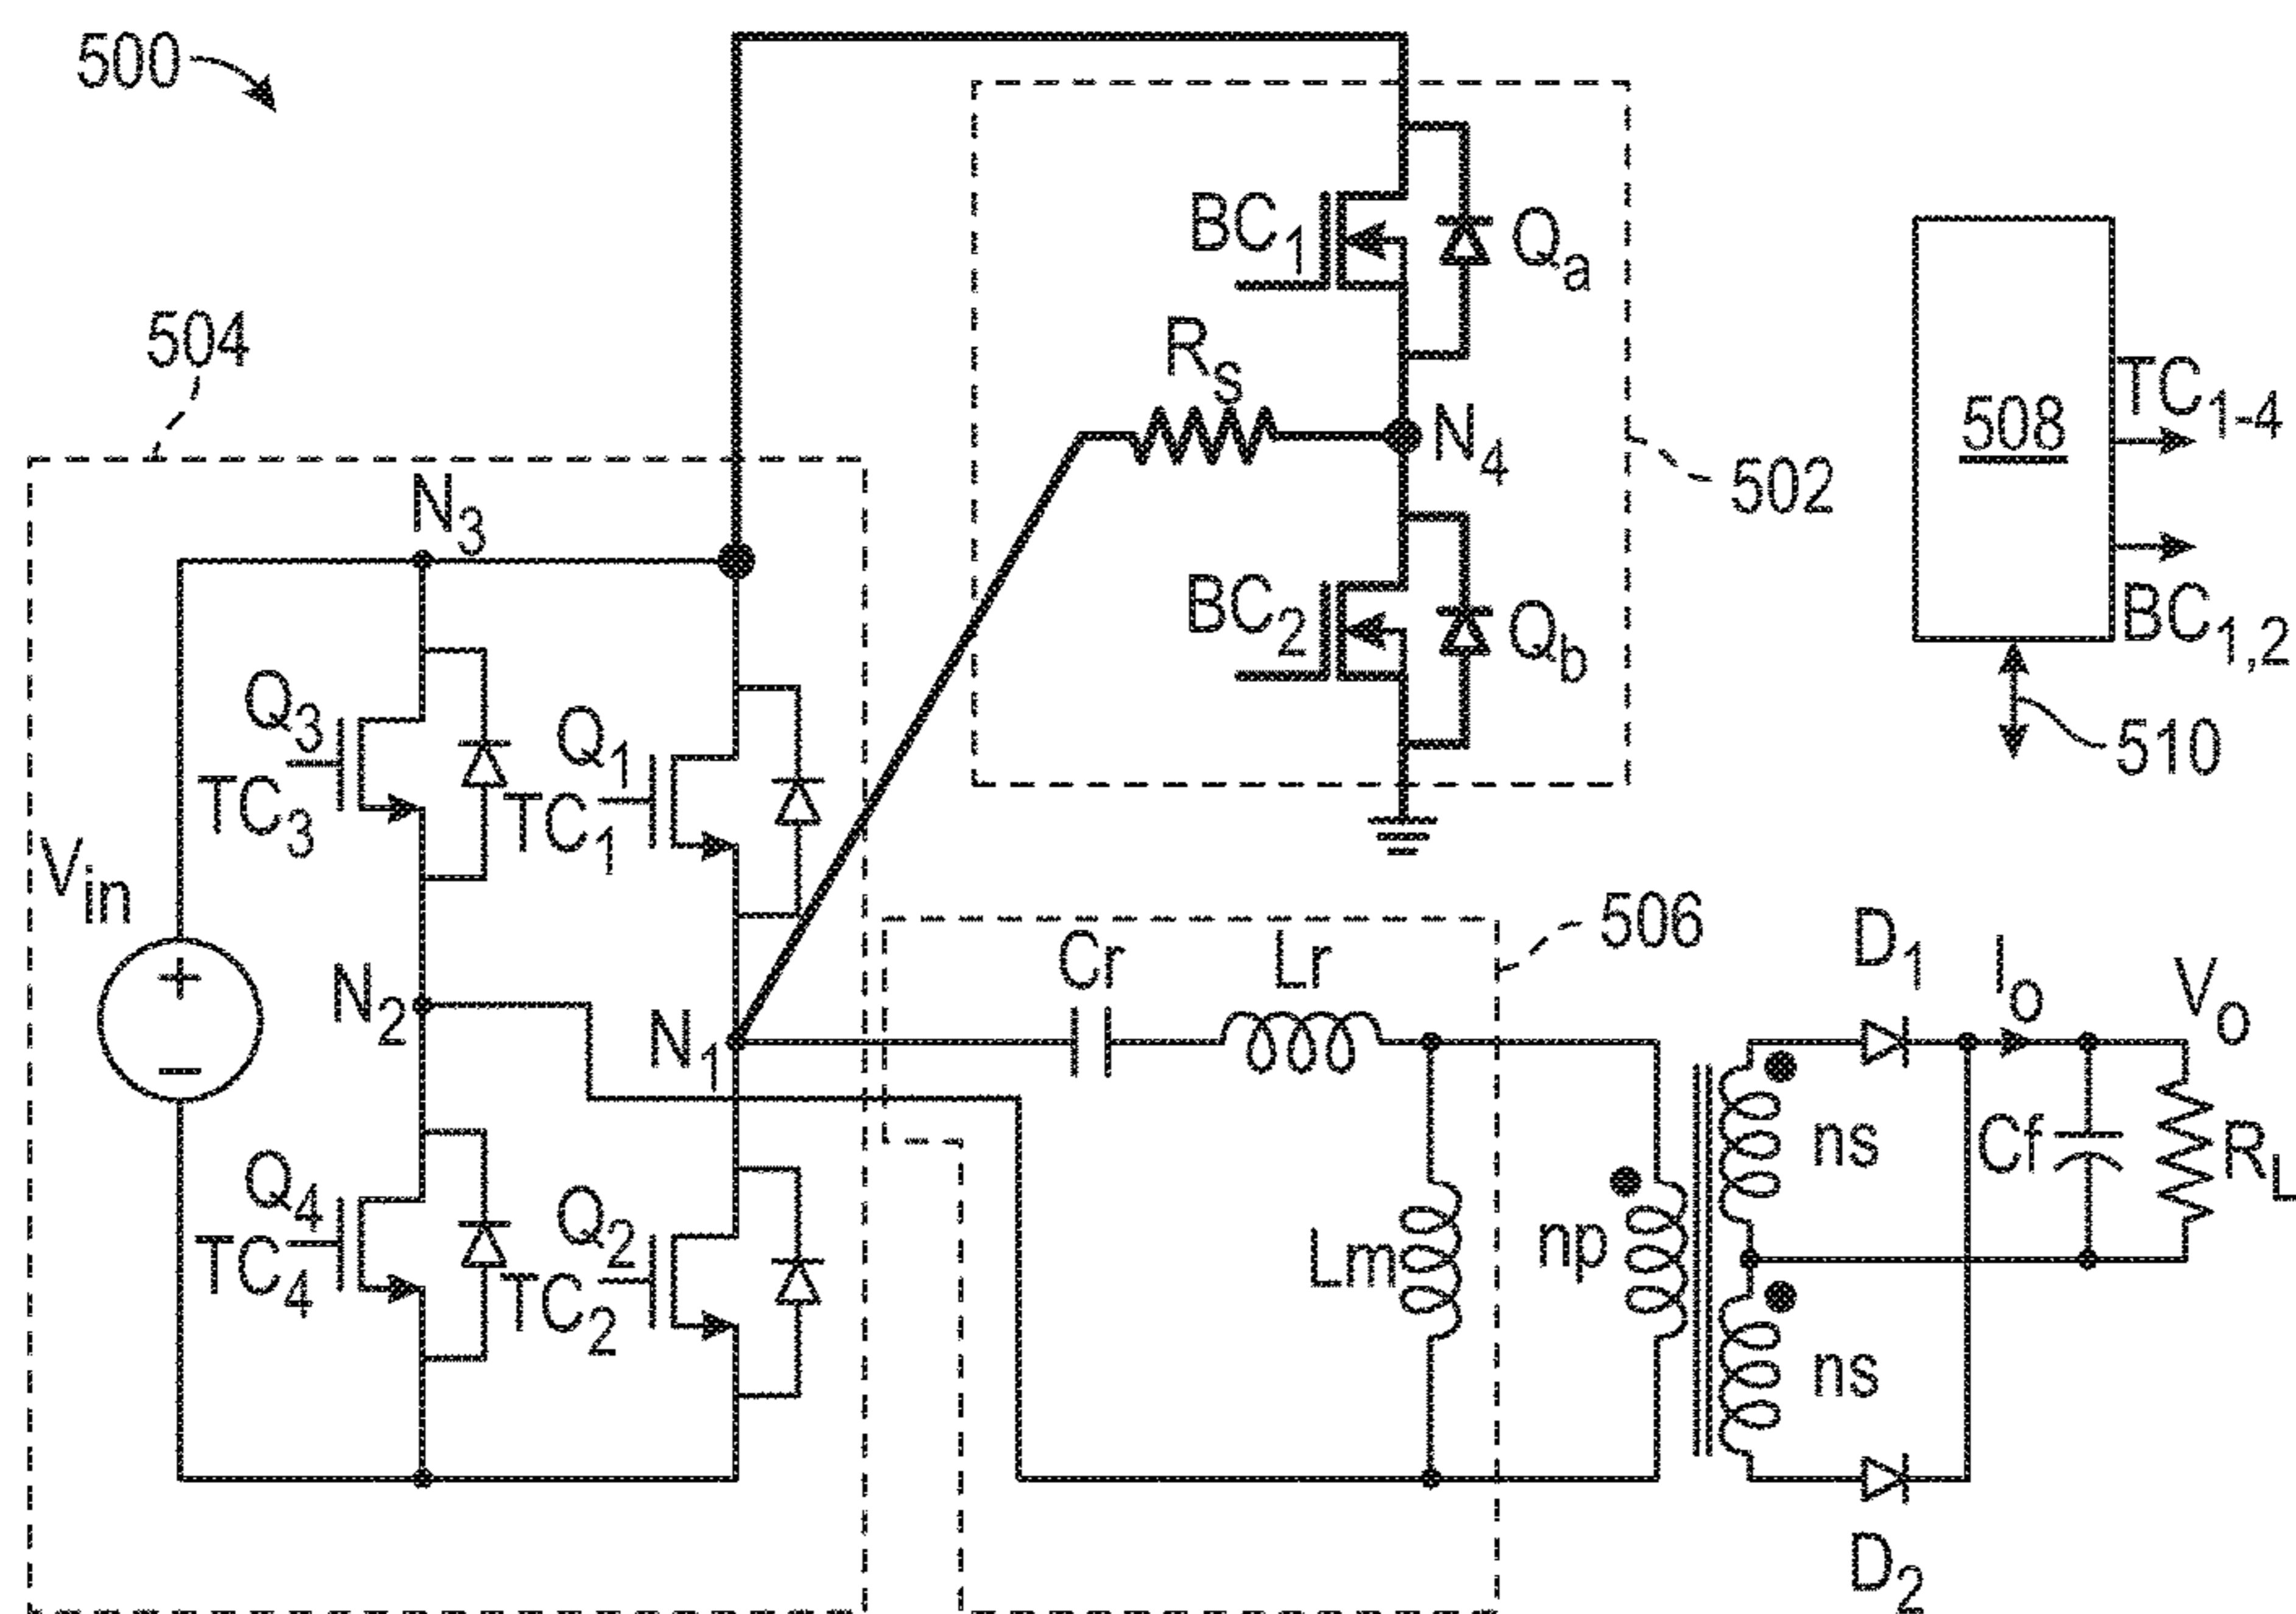 500
504
N3
Q3
TC3
Q1
TC1
Vin
+
−
N2
N1
Q4
TC4
Q2
TC2
BC1
Qa
Rs
N4
502
BC2
Qb
508
TC1-4
BC1,2
510
506
Cr
Lr
Lm
np
ns
ns
D1
Io
Vo
Cf
RL
D2